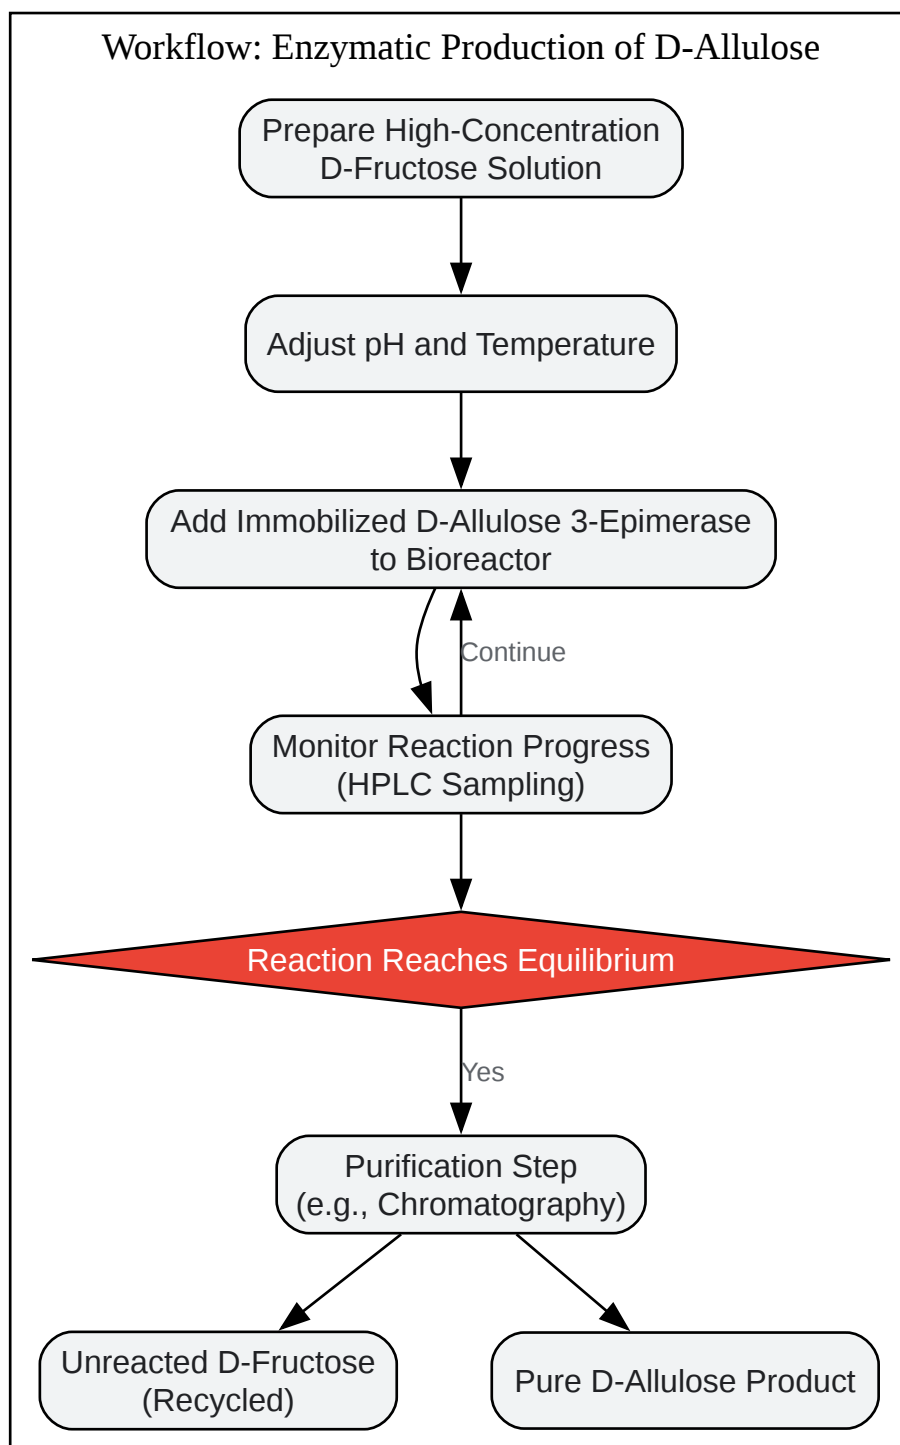 Workflow: Enzymatic Production of D-Allulose
Prepare High-Concentration
D-Fructose Solution
Adjust pH and Temperature
Add Immobilized D-Allulose 3-Epimerase
to Bioreactor
Continue
Monitor Reaction Progress
(HPLC Sampling)
Reaction Reaches Equilibrium
Yes
Purification Step
(e.g., Chromatography)
Unreacted D-Fructose
(Recycled)
Pure D-Allulose Product